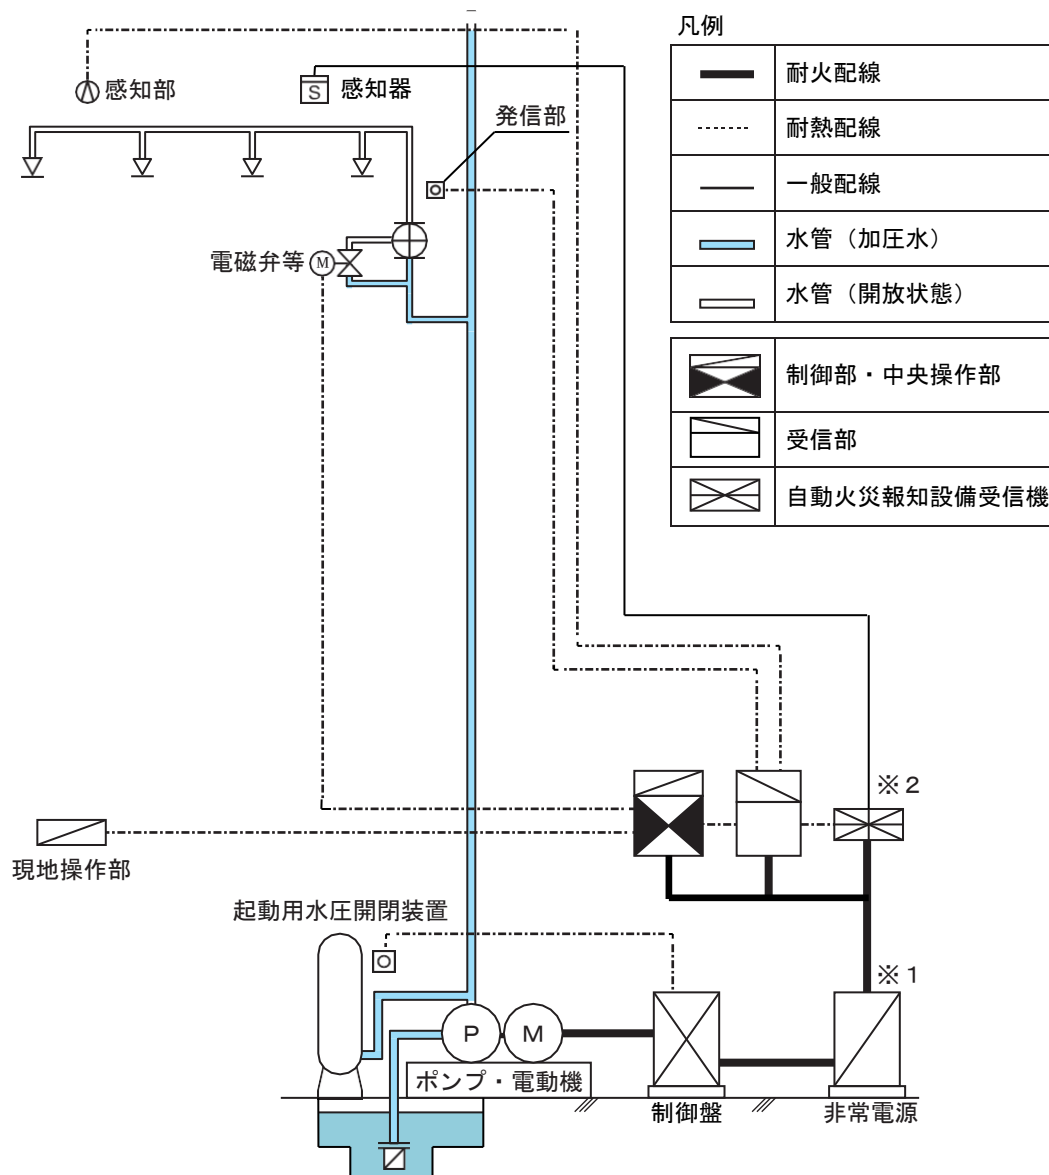 凡例
耐火配線
耐熱配線
一般配線
水管（加圧水）
水管（開放状態）
制御部・中央操作部
受信部
自動火災報知設備受信機
感知部
S
感知器
発信部
電磁弁等
M
※2
現地操作部
起動用水圧開閉装置
※1
P
M
ポンプ・電動機
制御盤
非常電源